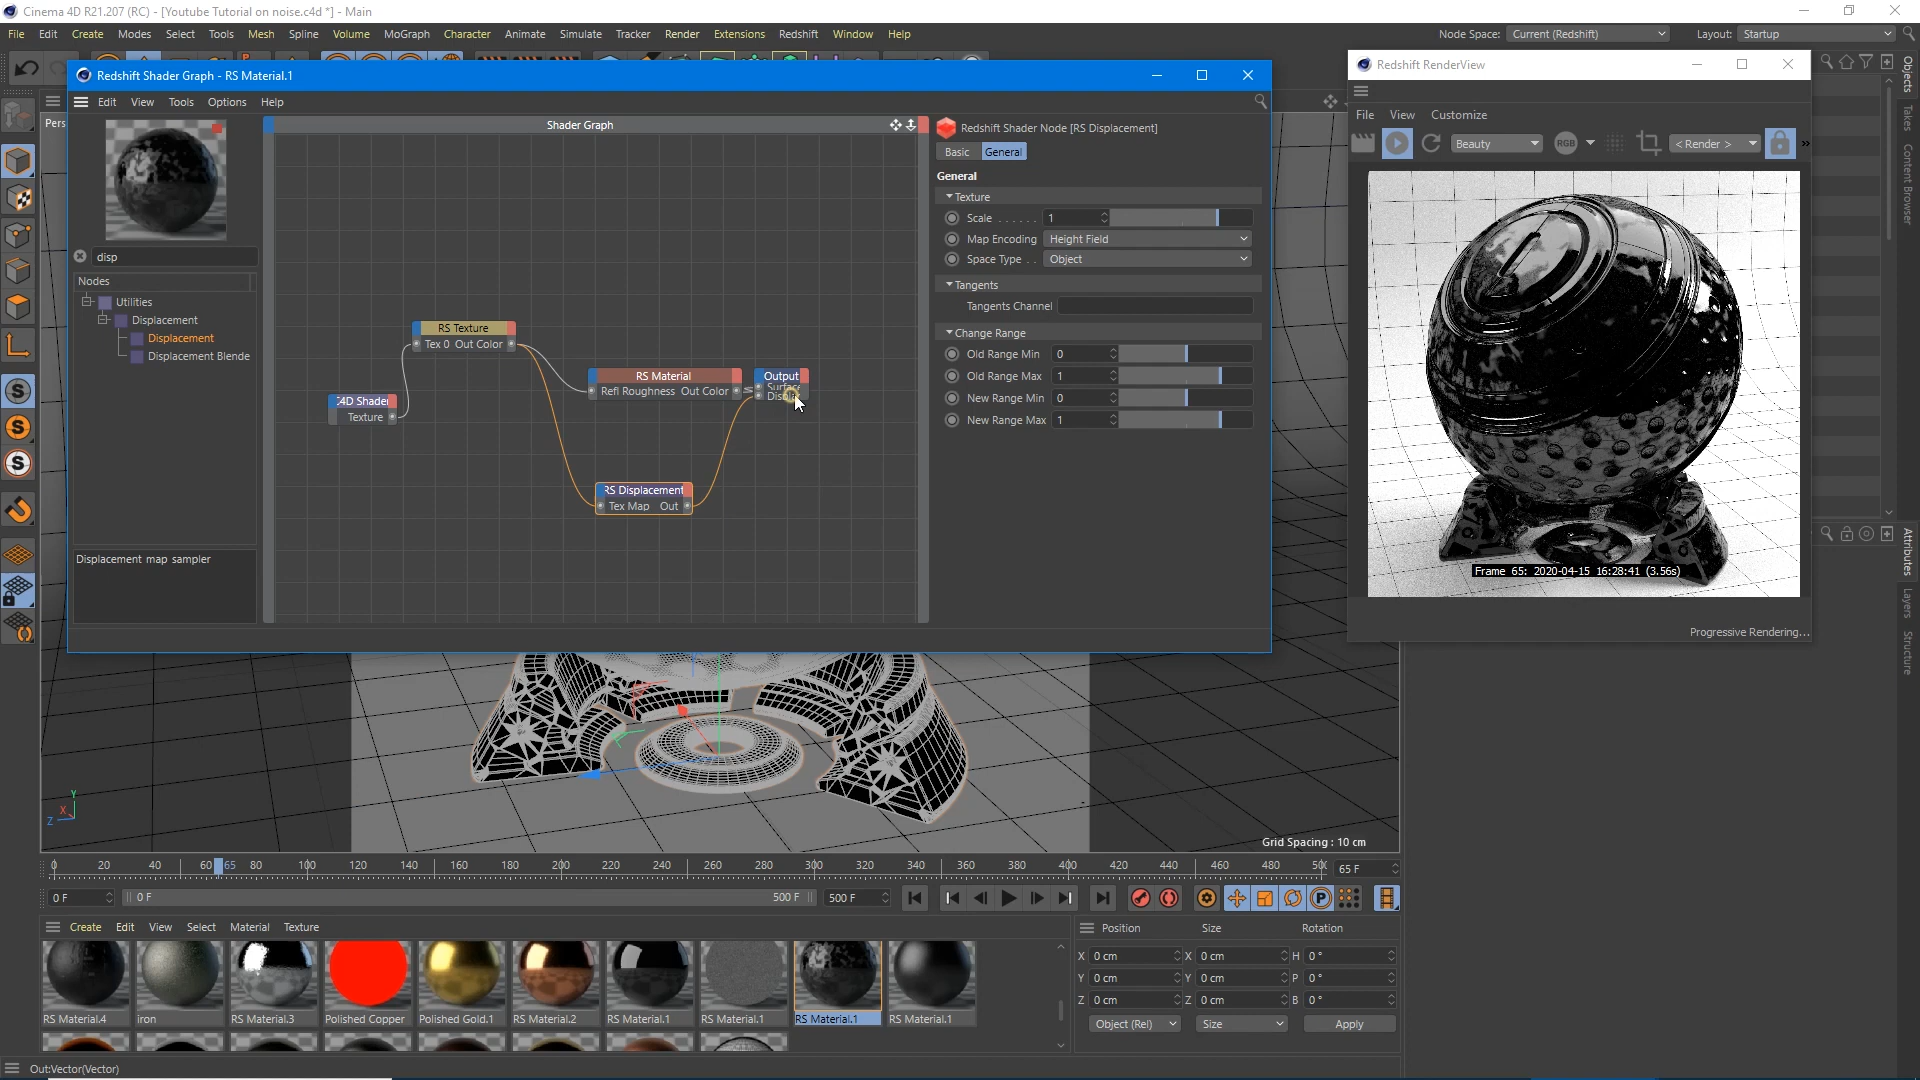 Cinema 4D R21.207 (RC) - [Youtube Tutorial on noise.c4d *] - Main
File Edit Create Modes Select Tools Mesh Spline Volume MoGraph Character Animate Simulate Tracker Render Extensions Redshift Window Help
Node Space: Current (Redshift) Layout: Startup
Redshift Shader Graph - RS Material.1
Edit View Tools Options Help
Pers
Shader Graph
disp
Nodes
Utilities
Displacement
Displacement
Displacement Blende
Displacement map sampler
RS Texture
Tex 0 Out Color
C4D Shader
Texture
RS Material
Refl Roughness Out Color
Output
Surface
RS Displacement
Tex Map Out
Redshift Shader Node [RS Displacement]
Basic General
General
Texture
Scale . . . . . . 1
Map Encoding Height Field
Space Type . . Object
Tangents
Tangents Channel
Change Range
Old Range Min 0
Old Range Max 1
New Range Min 0
New Range Max 1
Redshift RenderView
File View Customize
Beauty RGB < Render > »
Frame 65: 2020-04-15 16:28:41 (3.56s)
Progressive Rendering...
Objects
Takes
Content Browser
Attributes
Layers
Structure
Y
X
Z
Grid Spacing : 10 cm
0 20 40 60 65 80 100 120 140 160 180 200 220 240 260 280 300 320 340 360 380 400 420 440 460 480 50
65 F
0 F 0 F 500 F 500 F
Create Edit View Select Material Texture
RS Material.4 iron RS Material.3 Polished Copper Polished Gold.1 RS Material.2 RS Material.1 RS Material.1 RS Material.1 RS Material.1
Position Size Rotation
X 0 cm X 0 cm H 0 °
Y 0 cm Y 0 cm P 0 °
Z 0 cm Z 0 cm B 0 °
Object (Rel) Size Apply
Out:Vector(Vector)